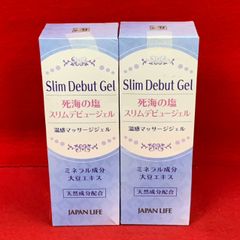 Slim Debut Gel
死海の塩
スリムデビュージェル
温感マッサージジェル
ミネラル成分
大豆エキス
天然成分配合
JAPAN LIFE
Slim Debut Gel
死海の塩
スリムデビュージェル
温感マッサージジェル
ミネラル成分
大豆エキス
天然成分配合
JAPAN LIFE